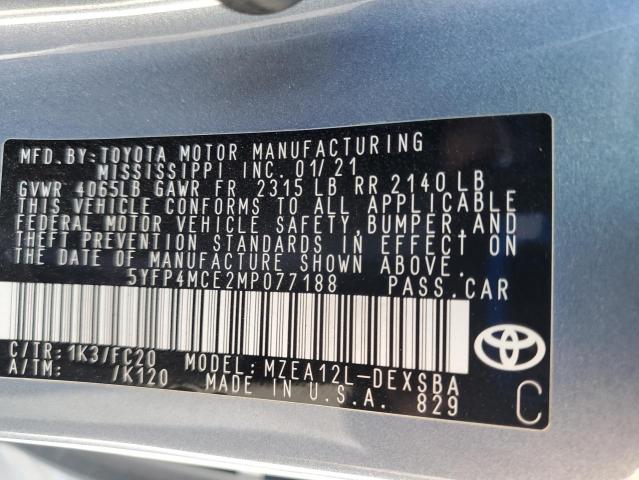 MFD. BY: TOYOTA MOTOR MANUFACTURING
MISSISSIPPI INC. 01/21
GVWR 4065LB GAWR FR 2315 LB RR 2140 LB
THIS VEHICLE CONFORMS TO ALL APPLICABLE
FEDERAL MOTOR VEHICLE SAFETY, BUMPER, AND
THEFT PREVENTION STANDARDS IN EFFECT ON
THE DATE OF MANUFACTURE SHOWN ABOVE.
5YFP4MCE2MP077188 PASS.CAR
C/TR: 1K3/FC20 MODEL: MZEA12L-DEXSBA
A/TM: /K120 MADE IN U.S.A. 829
C